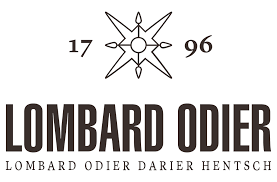 17 96
LOMBARD ODIER
LOMBARD ODIER DARIER HENTSCH